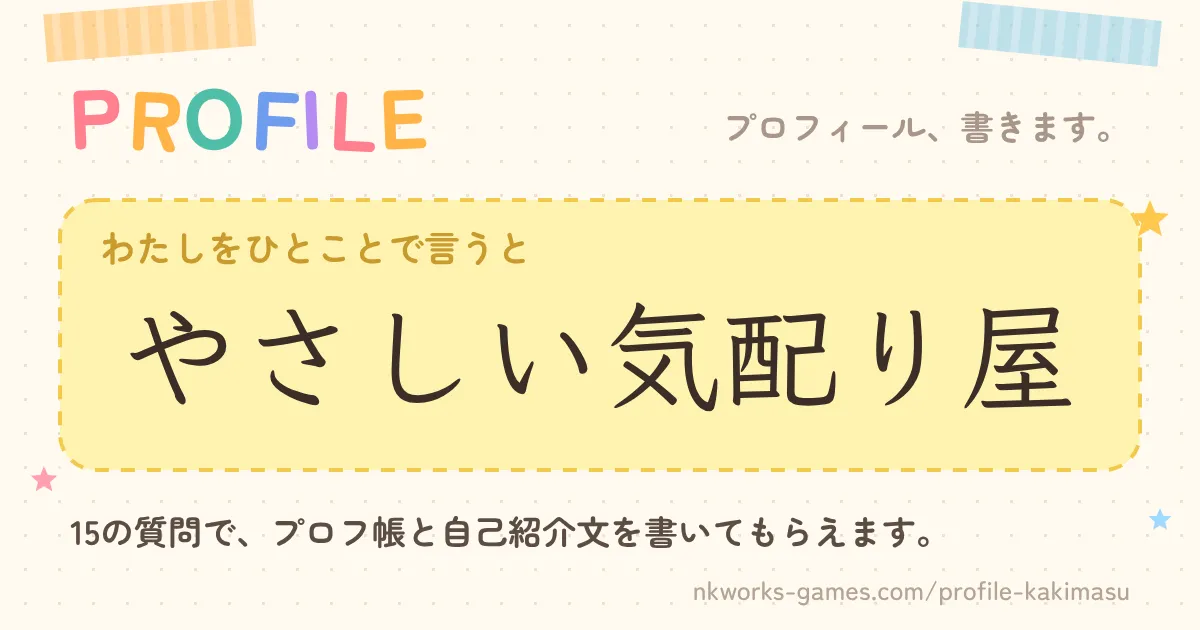 PROFILE
プロフィール、書きます。
わたしをひとことで言うと
やさしい気配り屋
15の質問で、プロフ帳と自己紹介文を書いてもらえます。
nkworks-games.com/profile-kakimasu